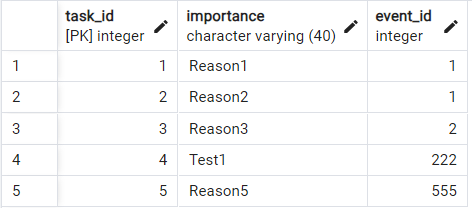 task_id importance event_id
[PK] integer character varying (40) integer
1 1 Reason1 1
2 2 Reason2 1
3 3 Reason3 2
4 4 Test1 222
5 5 Reason5 555